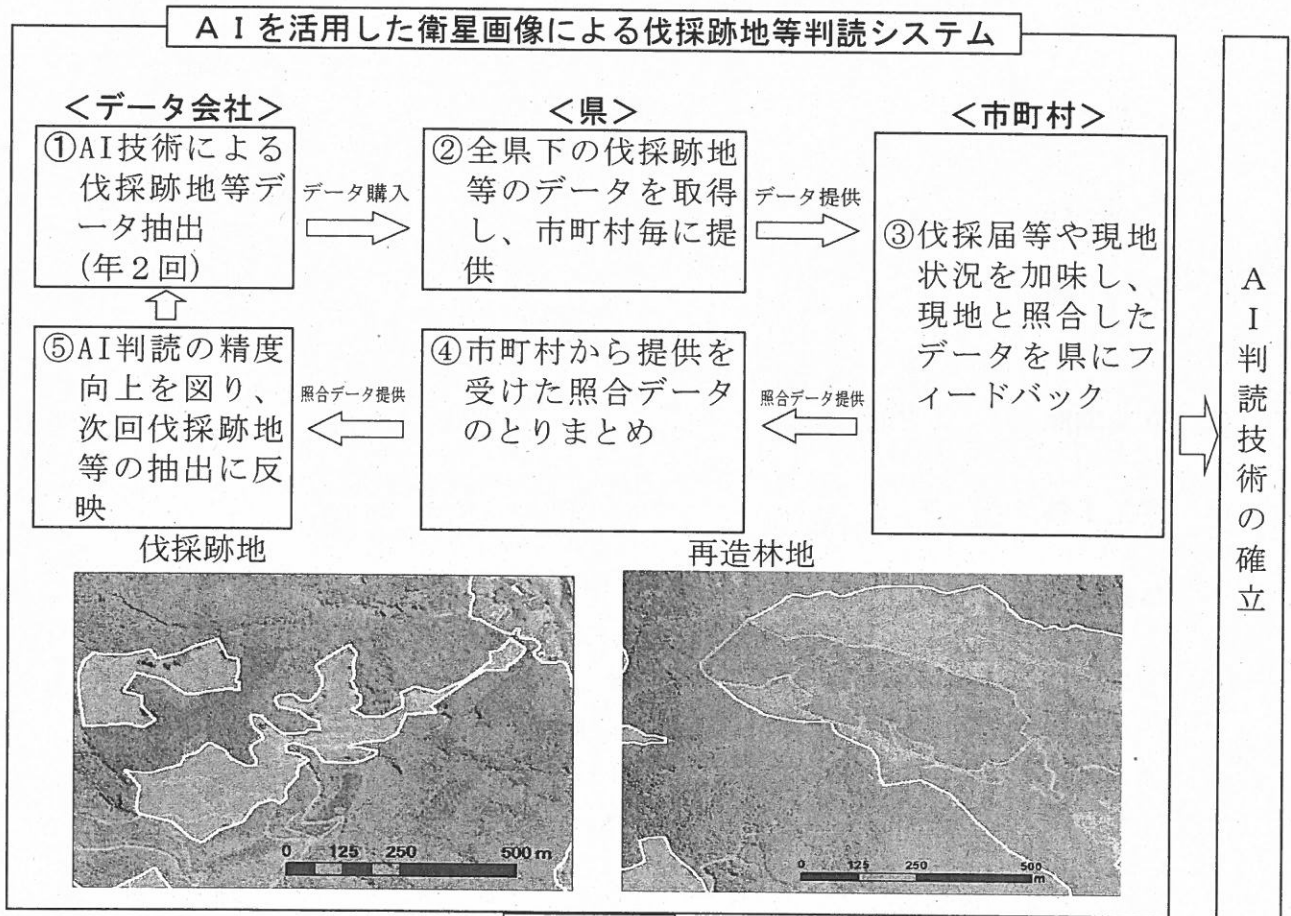 ＡＩを活用した衛星画像による伐採跡地等判読システム
＜データ会社＞
①AI技術による
伐採跡地等デ
ータ抽出
(年２回)
データ購入
＜県＞
②全県下の伐採跡地
等のデータを取得
し、市町村毎に提
供
データ提供
＜市町村＞
③伐採届等や現地
状況を加味し、
現地と照合した
データを県にフ
ィードバック
照合データ提供
④市町村から提供を
受けた照合データ
のとりまとめ
照合データ提供
⑤AI判読の精度
向上を図り、
次回伐採跡地
等の抽出に反
映
ＡＩ判読技術の確立
伐採跡地
0 125 250 500 m
再造林地
0 125 250 500
m